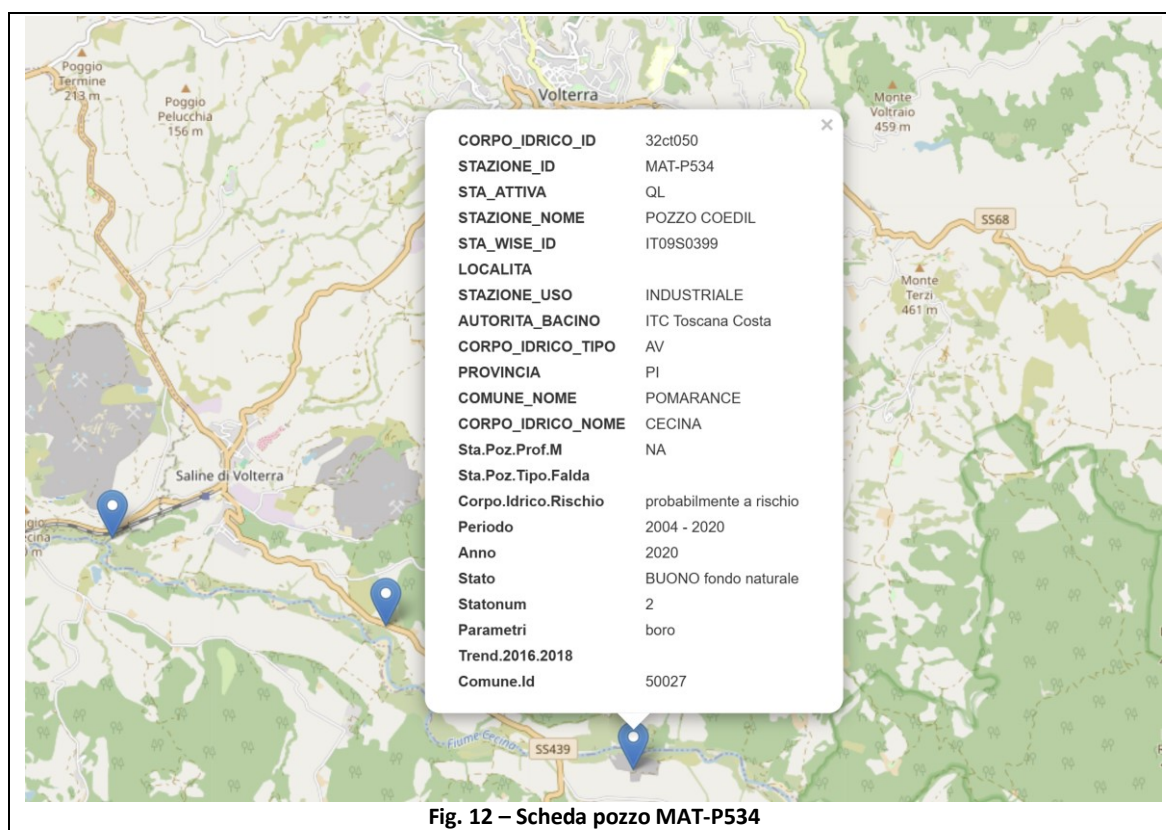 Volterra
Poggio
Termine
213 m
Poggio
Pelucchia
156 m
Monte
Voltraio
459 m
×
CORPO_IDRICO_ID 32ct050
STAZIONE_ID MAT-P534
STA_ATTIVA QL
STAZIONE_NOME POZZO COEDIL
STA_WISE_ID IT09S0399
LOCALITA
STAZIONE_USO INDUSTRIALE
AUTORITA_BACINO ITC Toscana Costa
CORPO_IDRICO_TIPO AV
PROVINCIA PI
COMUNE_NOME POMARANCE
CORPO_IDRICO_NOME CECINA
Sta.Poz.Prof.M NA
Sta.Poz.Tipo.Falda
Corpo.Idrico.Rischio probabilmente a rischio
Periodo 2004 - 2020
Anno 2020
Stato BUONO fondo naturale
Statonum 2
Parametri boro
Trend.2016.2018
Comune.Id 50027
SS68
Monte
Terzi
461 m
Saline di Volterra
Fiume Cecina
SS439
Fig. 12 – Scheda pozzo MAT-P534